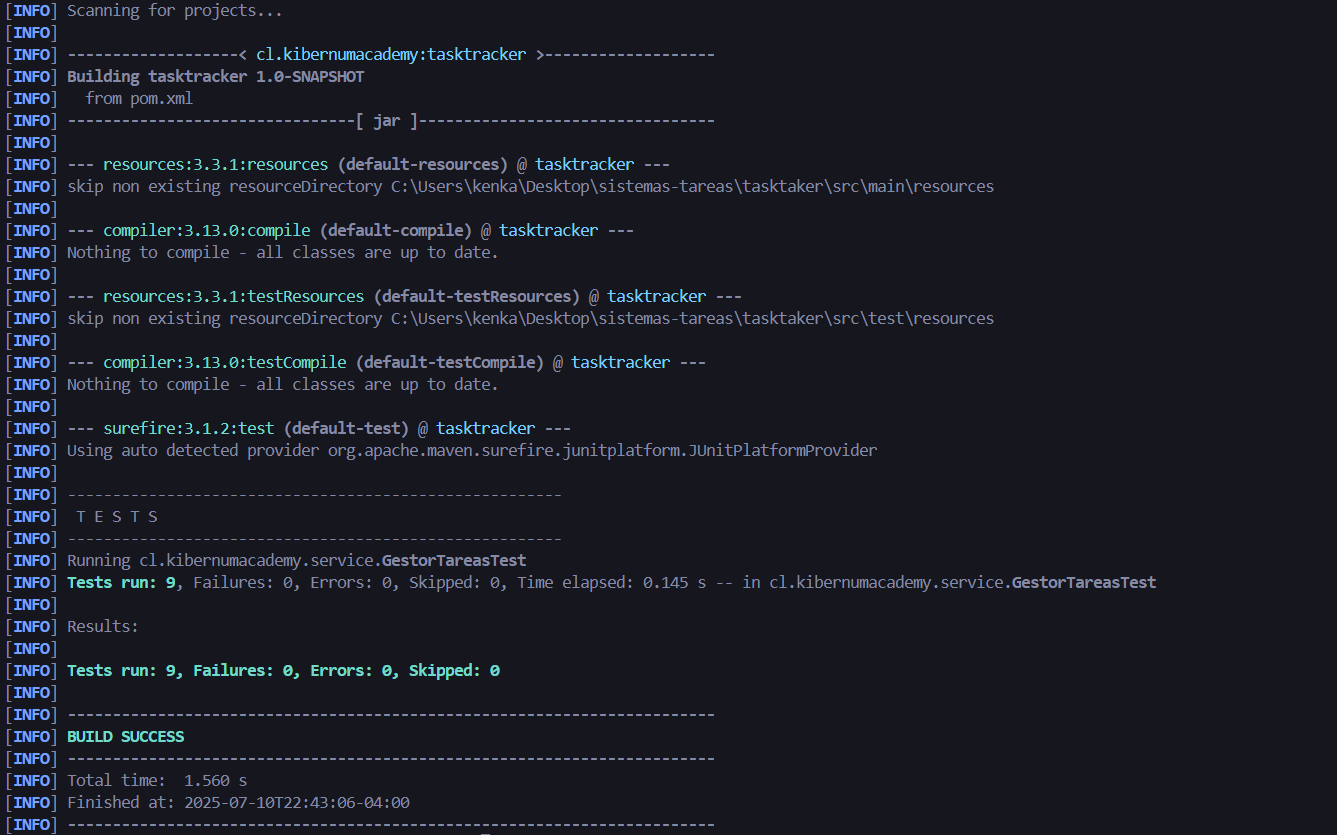 [INFO] Scanning for projects...
[INFO]
[INFO] -------------------< cl.kibernumacademy:tasktracker >-------------------
[INFO] Building tasktracker 1.0-SNAPSHOT
[INFO]   from pom.xml
[INFO] --------------------------------[ jar ]---------------------------------
[INFO]
[INFO] --- resources:3.3.1:resources (default-resources) @ tasktracker ---
[INFO] skip non existing resourceDirectory C:\Users\kenka\Desktop\sistemas-tareas\tasktaker\src\main\resources
[INFO]
[INFO] --- compiler:3.13.0:compile (default-compile) @ tasktracker ---
[INFO] Nothing to compile - all classes are up to date.
[INFO]
[INFO] --- resources:3.3.1:testResources (default-testResources) @ tasktracker ---
[INFO] skip non existing resourceDirectory C:\Users\kenka\Desktop\sistemas-tareas\tasktaker\src\test\resources
[INFO]
[INFO] --- compiler:3.13.0:testCompile (default-testCompile) @ tasktracker ---
[INFO] Nothing to compile - all classes are up to date.
[INFO]
[INFO] --- surefire:3.1.2:test (default-test) @ tasktracker ---
[INFO] Using auto detected provider org.apache.maven.surefire.junitplatform.JUnitPlatformProvider
[INFO]
[INFO] -------------------------------------------------------
[INFO]  T E S T S
[INFO] -------------------------------------------------------
[INFO] Running cl.kibernumacademy.service.GestorTareasTest
[INFO] Tests run: 9, Failures: 0, Errors: 0, Skipped: 0, Time elapsed: 0.145 s -- in cl.kibernumacademy.service.GestorTareasTest
[INFO]
[INFO] Results:
[INFO]
[INFO] Tests run: 9, Failures: 0, Errors: 0, Skipped: 0
[INFO]
[INFO] ------------------------------------------------------------------------
[INFO] BUILD SUCCESS
[INFO] ------------------------------------------------------------------------
[INFO] Total time:  1.560 s
[INFO] Finished at: 2025-07-10T22:43:06-04:00
[INFO] ------------------------------------------------------------------------